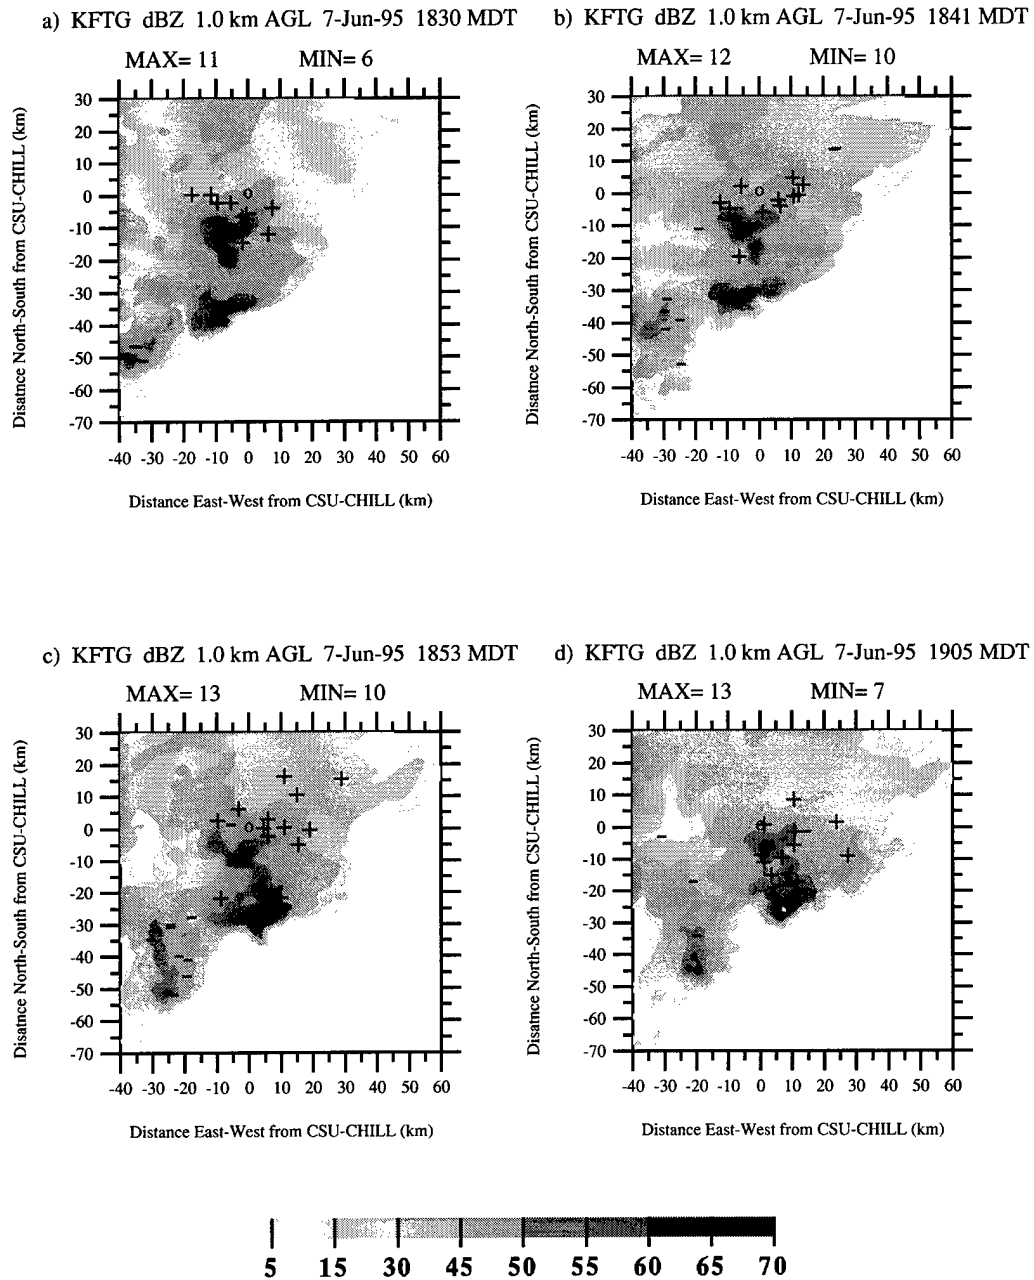 a) KFTG dBZ 1.0 km AGL 7-Jun-95 1830 MDT
MAX= 11 MIN= 6
Disatnce North-South from CSU-CHILL (km)
30
20
10
0
-10
-20
-30
-40
-50
-60
-70
-40 -30 -20 -10 0 10 20 30 40 50 60
Distance East-West from CSU-CHILL (km)
b) KFTG dBZ 1.0 km AGL 7-Jun-95 1841 MDT
MAX= 12 MIN= 10
Disatnce North-South from CSU-CHILL (km)
30
20
10
0
-10
-20
-30
-40
-50
-60
-70
-40 -30 -20 -10 0 10 20 30 40 50 60
Distance East-West from CSU-CHILL (km)
c) KFTG dBZ 1.0 km AGL 7-Jun-95 1853 MDT
MAX= 13 MIN= 10
Disatnce North-South from CSU-CHILL (km)
30
20
10
0
-10
-20
-30
-40
-50
-60
-70
-40 -30 -20 -10 0 10 20 30 40 50 60
Distance East-West from CSU-CHILL (km)
d) KFTG dBZ 1.0 km AGL 7-Jun-95 1905 MDT
MAX= 13 MIN= 7
Disatnce North-South from CSU-CHILL (km)
30
20
10
0
-10
-20
-30
-40
-50
-60
-70
-40 -30 -20 -10 0 10 20 30 40 50 60
Distance East-West from CSU-CHILL (km)
5 15 30 45 50 55 60 65 70